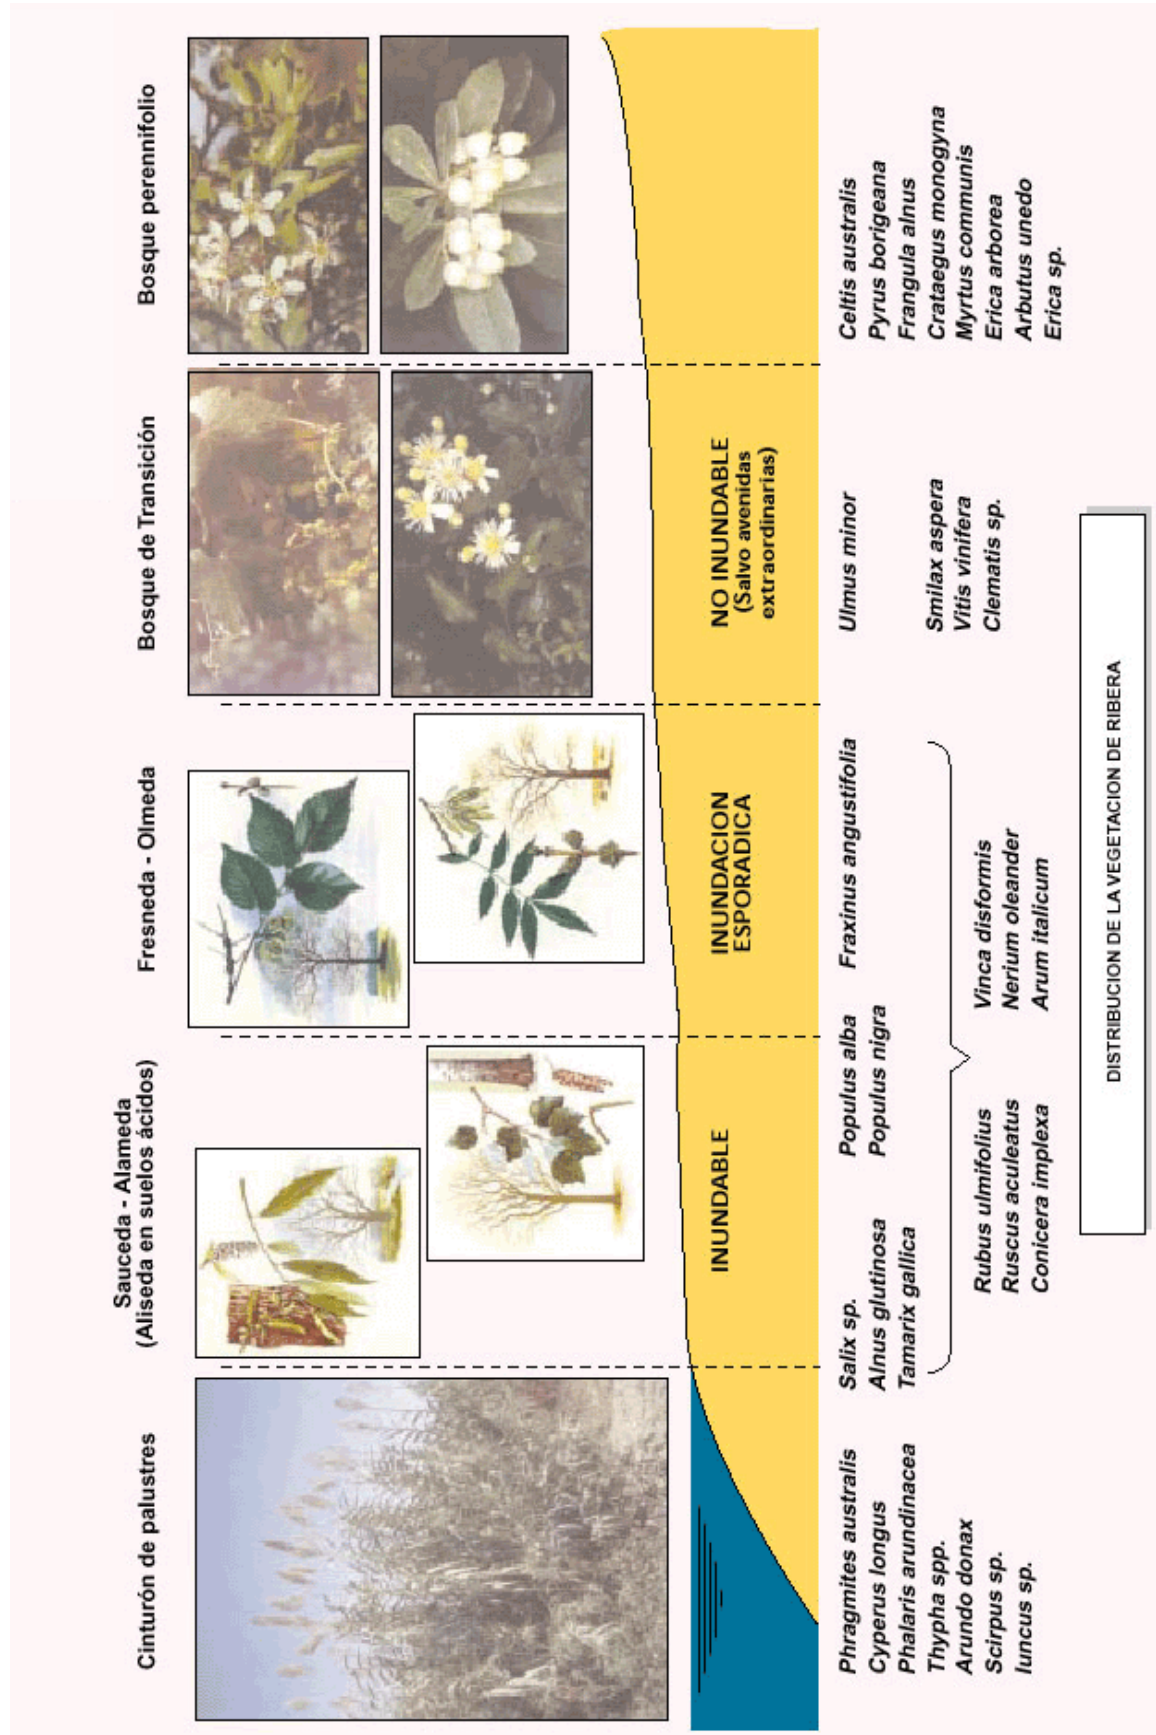 Cinturón de palustres
Sauceda - Alameda
(Aliseda en suelos ácidos)
Fresneda - Olmeda
Bosque de Transición
Bosque perennifolio
INUNDABLE
INUNDACION
ESPORADICA
NO INUNDABLE
(Salvo avenidas
extraordinarias)
Phragmites australis
Cyperus longus
Phalaris arundinacea
Thypha spp.
Arundo donax
Scirpus sp.
Iuncus sp.
Salix sp.
Alnus glutinosa
Tamarix gallica
Populus alba
Populus nigra
Fraxinus angustifolia
Rubus ulmifolius
Ruscus aculeatus
Conicera implexa
Vinca disformis
Nerium oleander
Arum italicum
Ulmus minor
Smilax aspera
Vitis vinifera
Clematis sp.
Celtis australis
Pyrus borigeana
Frangula alnus
Crataegus monogyna
Myrtus communis
Erica arborea
Arbutus unedo
Erica sp.
DISTRIBUCION DE LA VEGETACION DE RIBERA